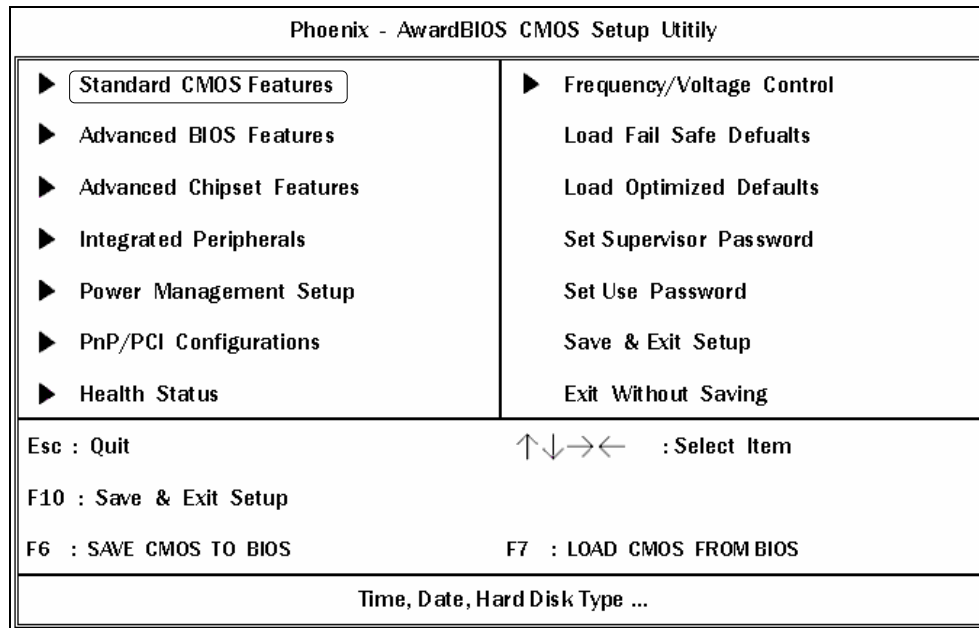 Phoenix - AwardBIOS CMOS Setup Utitily
Standard CMOS Features
Advanced BIOS Features
Advanced Chipset Features
Integrated Peripherals
Power Management Setup
PnP/PCI Configurations
Health Status
Frequency/Voltage Control
Load Fail Safe Defualts
Load Optimized Defaults
Set Supervisor Password
Set Use Password
Save & Exit Setup
Exit Without Saving
Esc : Quit
↑↓→← : Select Item
F10 : Save & Exit Setup
F6 : SAVE CMOS TO BIOS
F7 : LOAD CMOS FROM BIOS
Time, Date, Hard Disk Type ...